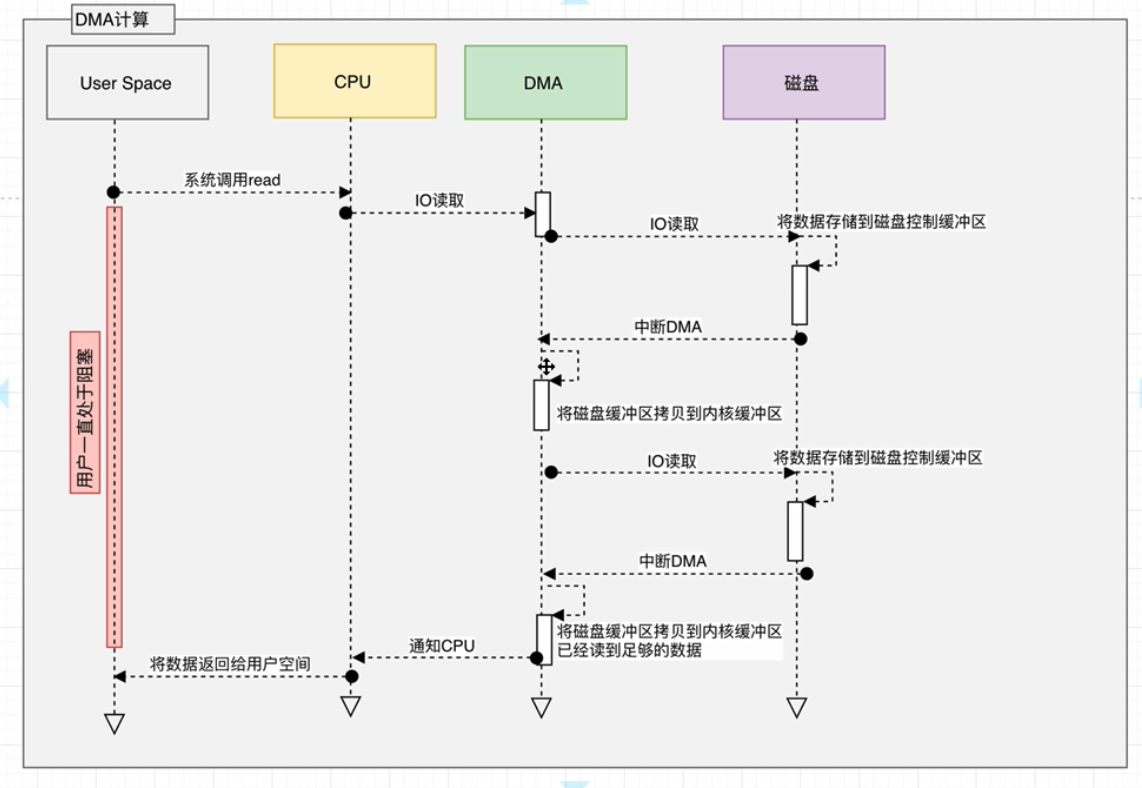 DMA计算
User Space
CPU
DMA
磁盘
系统调用read
IO读取
IO读取
将数据存储到磁盘控制缓冲区
中断DMA
用户一直处于阻塞
将磁盘缓冲区拷贝到内核缓冲区
IO读取
将数据存储到磁盘控制缓冲区
中断DMA
将磁盘缓冲区拷贝到内核缓冲区
已经读到足够的数据
通知CPU
将数据返回给用户空间